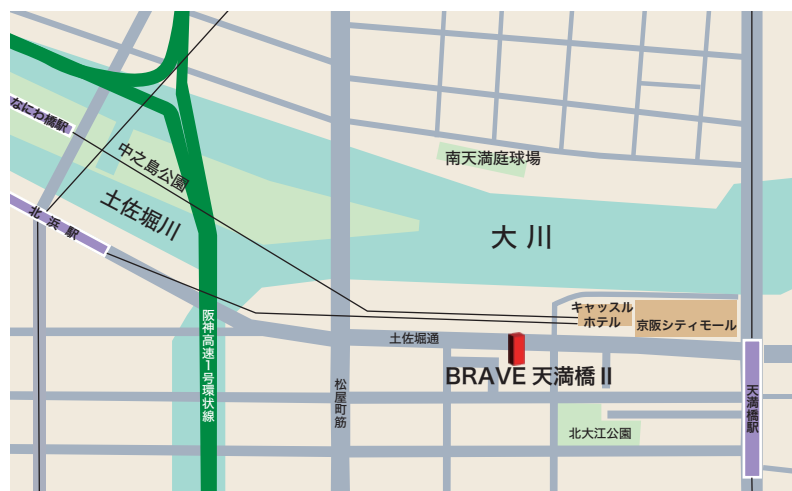 なにわ橋駅
中之島公園
土佐堀川
北浜駅
南天満庭球場
大川
キャッスル
ホテル
京阪シティモール
土佐堀通
BRAVE 天満橋Ⅱ
阪神高速1号環状線
松屋町筋
天満橋駅
北大江公園